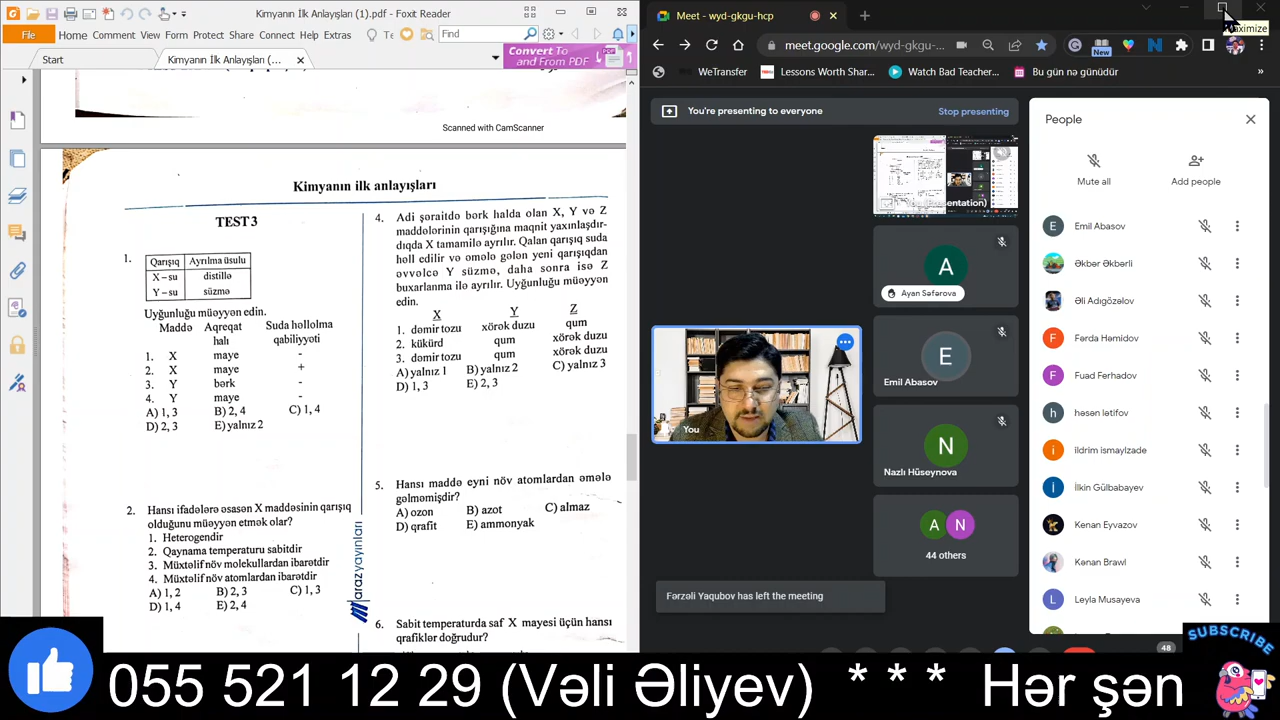 Kimyanın İlk Anlayışları (1).pdf - Foxit Reader
File Home Comment View Form Protect Share Connect Help Extras
Find
Start
Kimyanın İlk Anlayışları (...
Convert To
and From PDF
PDF
Scanned with CamScanner
Kimyanın ilk anlayışları
TEST 3
1.
Qarışıq Ayrılma üsulu
X – su distillə
Y – su süzmə
Uyğunluğu müəyyən edin.
Maddə Aqreqat Suda həllolma
halı qabiliyyəti
1. X maye -
2. X maye +
3. Y bərk -
4. Y maye -
A) 1, 3 B) 2, 4 C) 1, 4
D) 2, 3 E) yalnız 2
2. Hansı ifadələrə əsasən X maddəsinin qarışıq
olduğunu müəyyən etmək olar?
1. Heterogendir
2. Qaynama temperaturu sabitdir
3. Müxtəlif növ molekullardan ibarətdir
4. Müxtəlif növ atomlardan ibarətdir
A) 1, 2 B) 2, 3 C) 1, 3
D) 1, 4 E) 2, 4
arazyayınları
4. Adi şəraitdə bərk halda olan X, Y və Z
maddələrinin qarışığına maqnit yaxınlaşdır-
dıqda X tamamilə ayrılır. Qalan qarışıq suda
həll edilir və əmələ gələn yeni qarışıqdan
əvvəlcə Y süzmə, daha sonra isə Z
buxarlanma ilə ayrılır. Uyğunluğu müəyyən
edin.
X Y Z
1. dəmir tozu xörək duzu qum
2. kükürd qum xörək duzu
3. dəmir tozu qum xörək duzu
A) yalnız 1 B) yalnız 2 C) yalnız 3
D) 1, 3 E) 2, 3
5. Hansı maddə eyni növ atomlardan əmələ
gəlməmişdir?
A) ozon B) azot C) almaz
D) qrafit E) ammonyak
6. Sabit temperaturda saf X mayesi üçün hansı
qrafiklər doğrudur?
Meet - wyd-gkgu-hcp
Maximize
meet.google.com/wyd-gkgu-...
New
WeTransfer
Lessons Worth Shar...
Watch Bad Teacher...
Bu gün nə günüdür
»
You're presenting to everyone
Stop presenting
A
Ayan Səfərova
E
Emil Abasov
You
N
Nazlı Hüseynova
A N
44 others
Fərzəli Yaqubov has left the meeting
People
Mute all
Add people
E Emil Abasov
Əkbər Əkbərli
Əli Adıgözəlov
F Fərda Həmidov
F Fuad Ferhadov
h həsən lətifov
i ildrim ismaylzade
İ İlkin Gülbabayev
Kenan Eyvazov
Kənan Brawl
L Leyla Musayeva
48
SUBSCRIBE
055 521 12 29 (Vəli Əliyev) * * * Hər şən